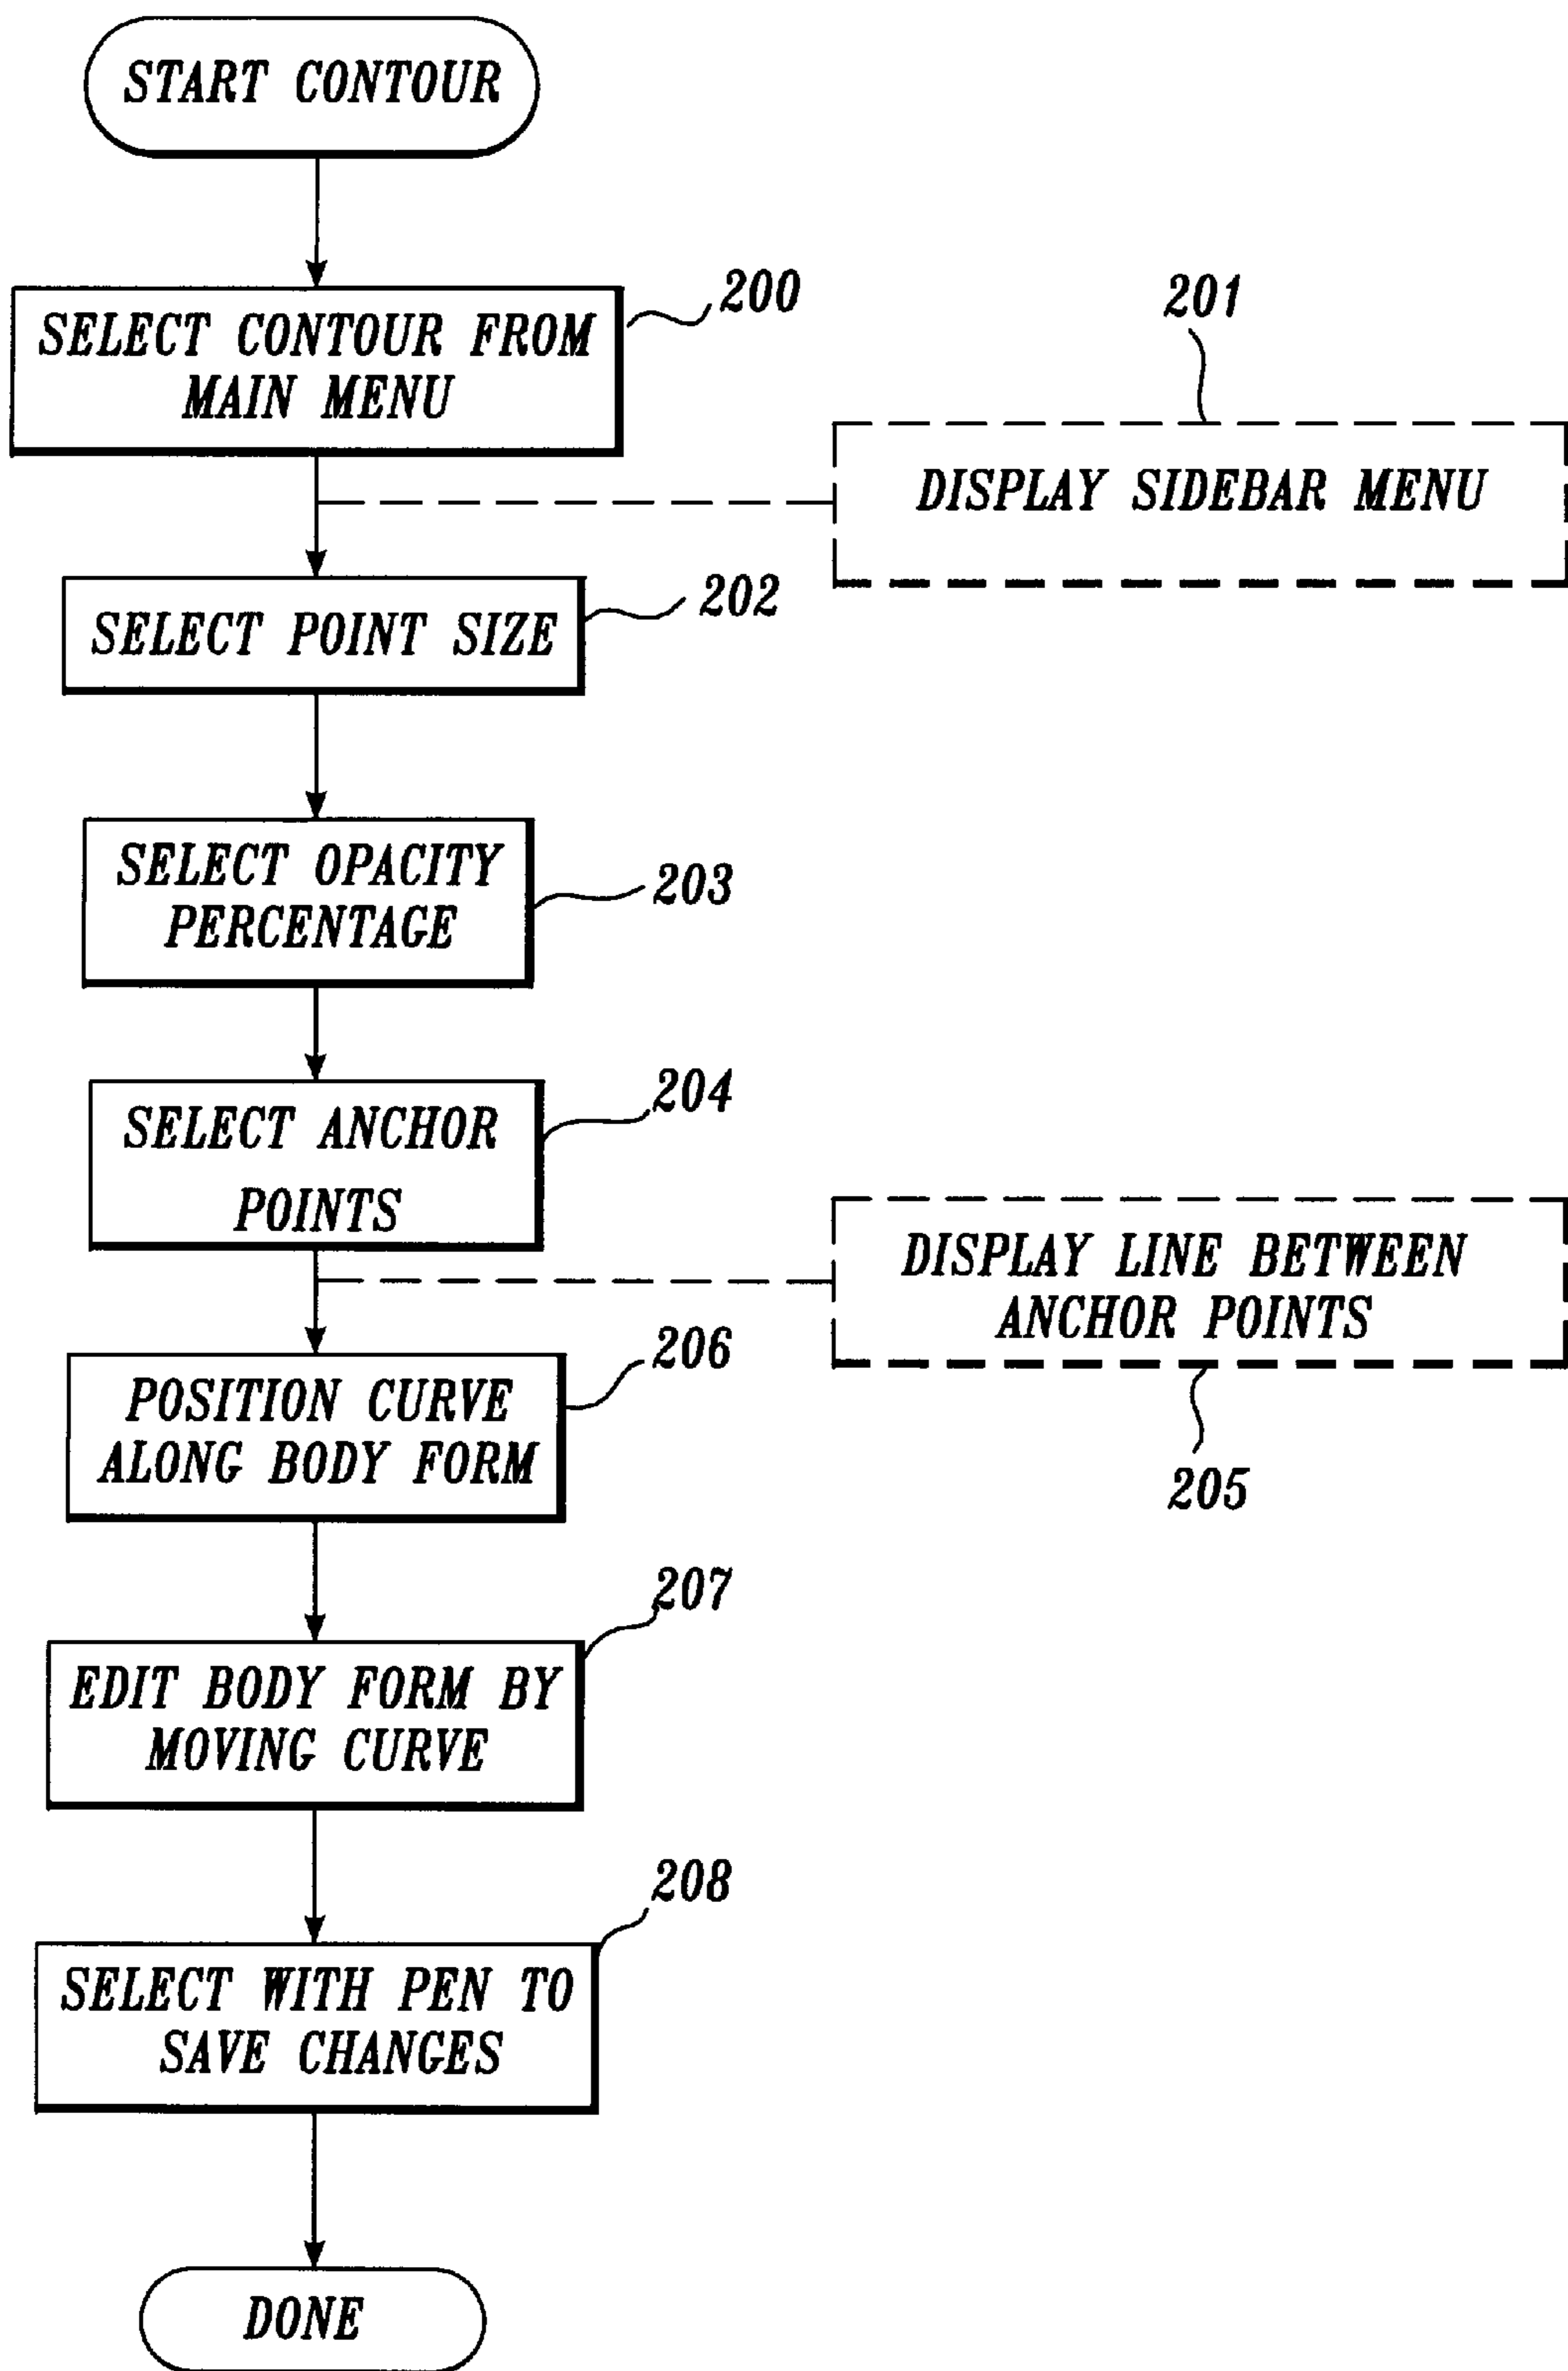 START CONTOUR
200
SELECT CONTOUR FROM
MAIN MENU
201
DISPLAY SIDEBAR MENU
202
SELECT POINT SIZE
SELECT OPACITY
PERCENTAGE
203
204
SELECT ANCHOR
POINTS
DISPLAY LINE BETWEEN
ANCHOR POINTS
205
206
POSITION CURVE
ALONG BODY FORM
207
EDIT BODY FORM BY
MOVING CURVE
208
SELECT WITH PEN TO
SAVE CHANGES
DONE